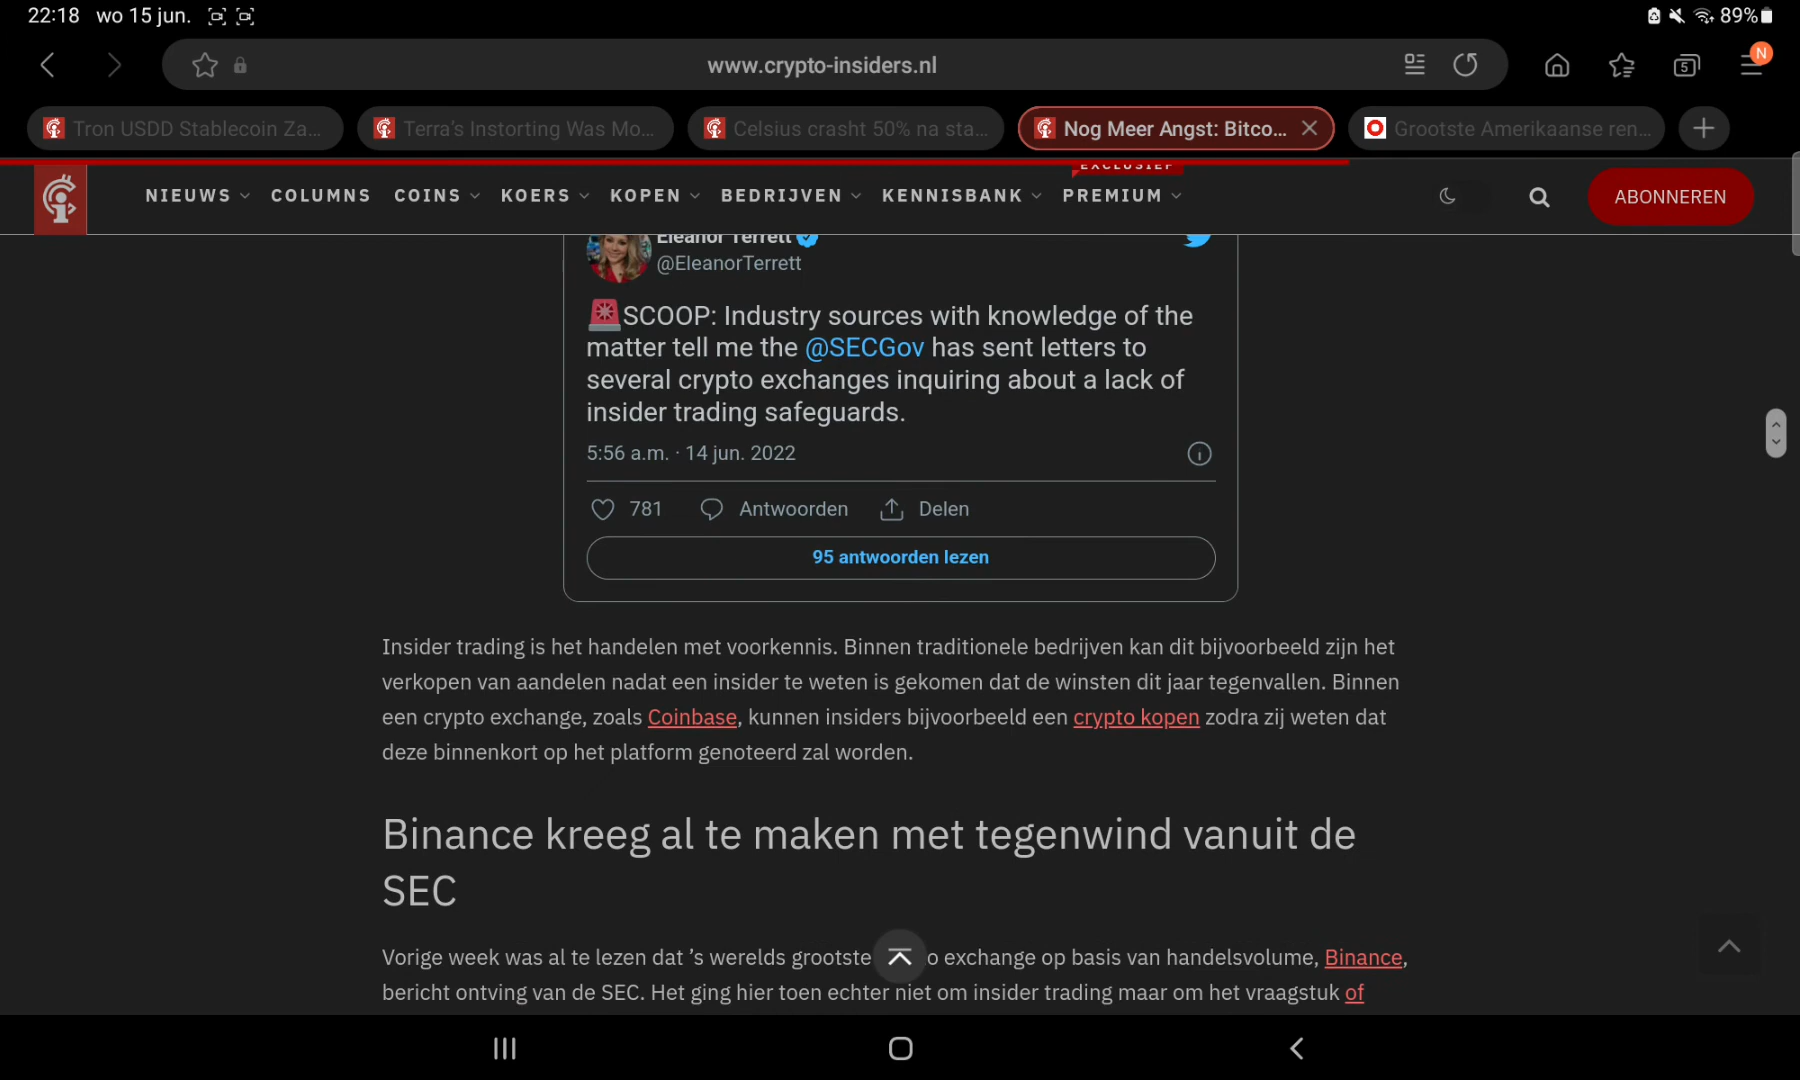 22:18 wo 15 jun. 89%
www.crypto-insiders.nl 5 N
Tron USDD Stablecoin Za... Terra's Instorting Was Mo... Celsius crasht 50% na sta... Nog Meer Angst: Bitco... Grootste Amerikaanse ren...
EXCLUSIEF
NIEUWS COLUMNS COINS KOERS KOPEN BEDRIJVEN KENNISBANK PREMIUM ABONNEREN
Eleanor Terrett
@EleanorTerrett
SCOOP: Industry sources with knowledge of the
matter tell me the @SECGov has sent letters to
several crypto exchanges inquiring about a lack of
insider trading safeguards.
5:56 a.m. · 14 jun. 2022
781 Antwoorden Delen
95 antwoorden lezen
Insider trading is het handelen met voorkennis. Binnen traditionele bedrijven kan dit bijvoorbeeld zijn het
verkopen van aandelen nadat een insider te weten is gekomen dat de winsten dit jaar tegenvallen. Binnen
een crypto exchange, zoals Coinbase, kunnen insiders bijvoorbeeld een crypto kopen zodra zij weten dat
deze binnenkort op het platform genoteerd zal worden.
Binance kreeg al te maken met tegenwind vanuit de
SEC
Vorige week was al te lezen dat ’s werelds grootste o exchange op basis van handelsvolume, Binance,
bericht ontving van de SEC. Het ging hier toen echter niet om insider trading maar om het vraagstuk of